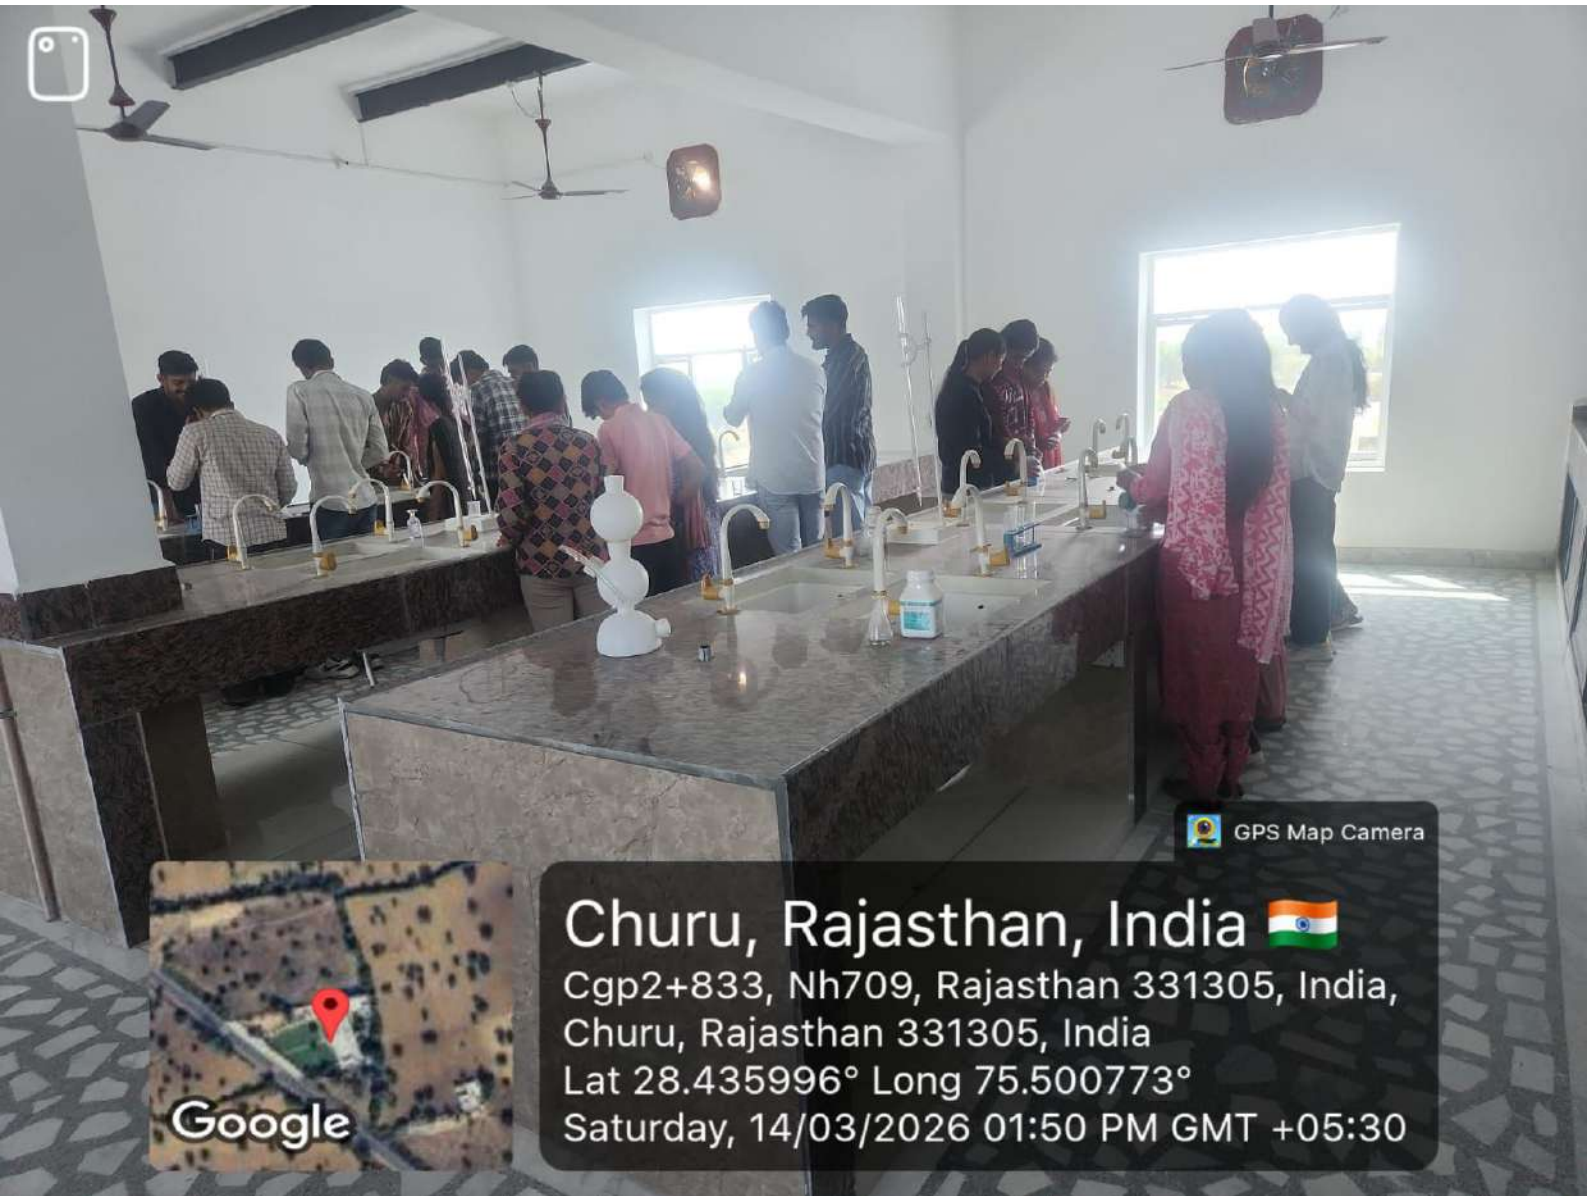 GPS Map Camera
Churu, Rajasthan, India
Cgp2+833, Nh709, Rajasthan 331305, India,
Churu, Rajasthan 331305, India
Lat 28.435996° Long 75.500773°
Saturday, 14/03/2026 01:50 PM GMT +05:30
Google